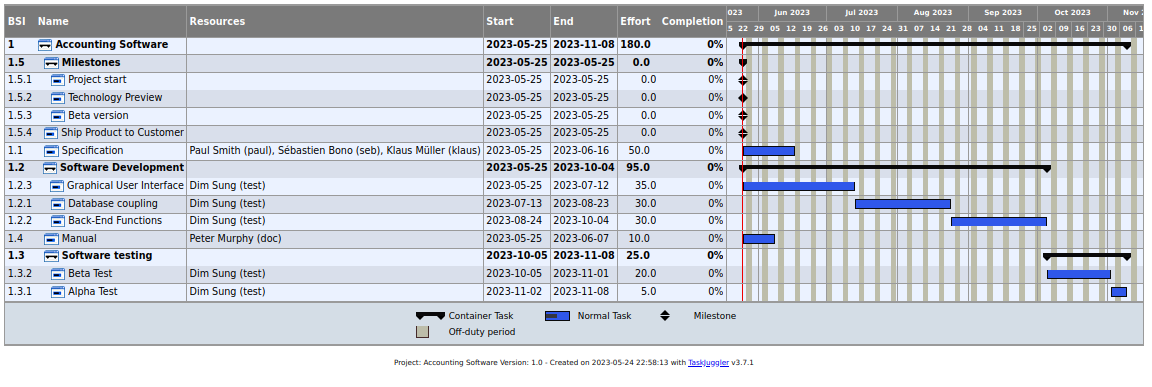 BSI Name Resources Start End Effort Completion 023 Jun 2023 Jul 2023 Aug 2023 Sep 2023 Oct 2023 Nov 2
5 22 29 05 12 19 26 03 10 17 24 31 07 14 21 28 04 11 18 25 02 09 16 23 30 06 1
1 Accounting Software 2023-05-25 2023-11-08 180.0 0%
1.5 Milestones 2023-05-25 2023-05-25 0.0 0%
1.5.1 Project start 2023-05-25 2023-05-25 0.0 0%
1.5.2 Technology Preview 2023-05-25 2023-05-25 0.0 0%
1.5.3 Beta version 2023-05-25 2023-05-25 0.0 0%
1.5.4 Ship Product to Customer 2023-05-25 2023-05-25 0.0 0%
1.1 Specification Paul Smith (paul), Sébastien Bono (seb), Klaus Müller (klaus) 2023-05-25 2023-06-16 50.0 0%
1.2 Software Development 2023-05-25 2023-10-04 95.0 0%
1.2.3 Graphical User Interface Dim Sung (test) 2023-05-25 2023-07-12 35.0 0%
1.2.1 Database coupling Dim Sung (test) 2023-07-13 2023-08-23 30.0 0%
1.2.2 Back-End Functions Dim Sung (test) 2023-08-24 2023-10-04 30.0 0%
1.4 Manual Peter Murphy (doc) 2023-05-25 2023-06-07 10.0 0%
1.3 Software testing 2023-10-05 2023-11-08 25.0 0%
1.3.2 Beta Test Dim Sung (test) 2023-10-05 2023-11-01 20.0 0%
1.3.1 Alpha Test Dim Sung (test) 2023-11-02 2023-11-08 5.0 0%
Container Task Normal Task Milestone
Off-duty period
Project: Accounting Software Version: 1.0 - Created on 2023-05-24 22:58:13 with TaskJuggler v3.7.1